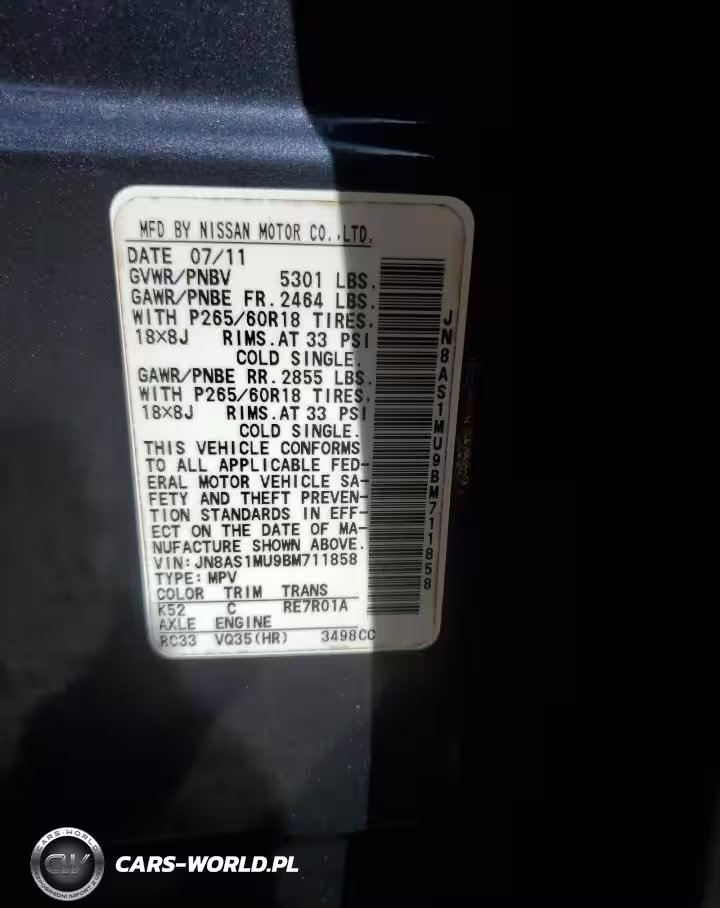 MFD BY NISSAN MOTOR CO.,LTD.
DATE 07/11
GVWR/PNBV 5301 LBS.
GAWR/PNBE FR. 2464 LBS.
WITH P265/60R18 TIRES.
18×8J RIMS. AT 33 PSI
COLD SINGLE.
GAWR/PNBE RR. 2855 LBS.
WITH P265/60R18 TIRES.
18×8J RIMS. AT 33 PSI
COLD SINGLE.
THIS VEHICLE CONFORMS
TO ALL APPLICABLE FED-
ERAL MOTOR VEHICLE SA-
FETY AND THEFT PREVEN-
TION STANDARDS IN EFF-
ECT ON THE DATE OF MA-
NUFACTURE SHOWN ABOVE.
VIN: JN8AS1MU9BM711858
TYPE: MPV
COLOR TRIM TRANS
K52 C RE7R01A
AXLE ENGINE
RC33 VQ35(HR) 3498CC
JN8AS1MU9BM711858
CARS-WORLD
CW
CARS-WORLD.PL